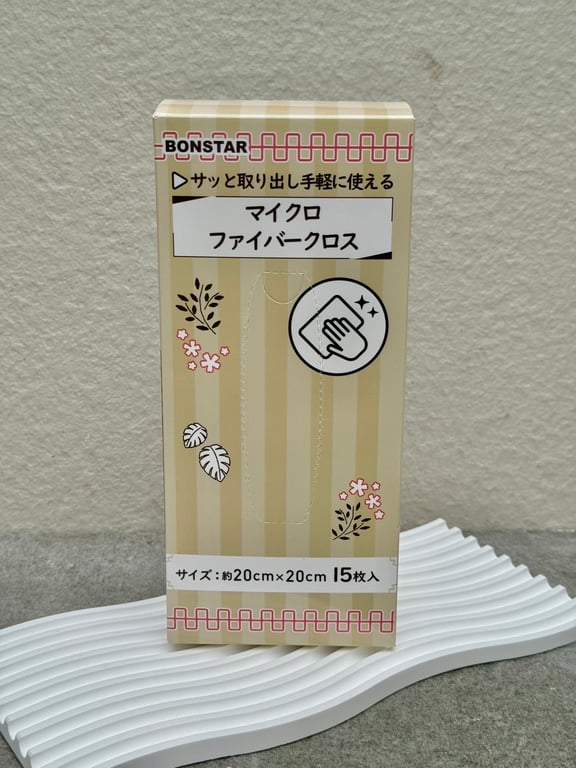 BONSTAR
▷サッと取り出し手軽に使える
マイクロ
ファイバークロス
サイズ：約20cm×20cm 15枚入